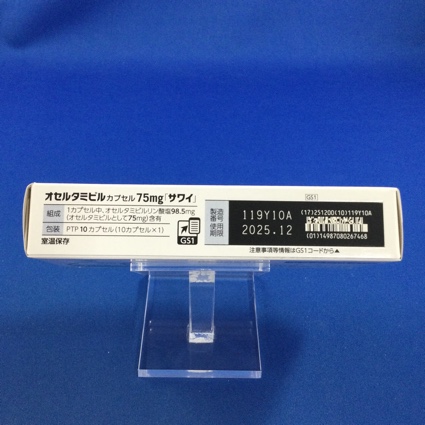 オセルタミビルカプセル75mg「サワイ」
組成
1カプセル中、オセルタミビルリン酸塩98.5mg
(オセルタミビルとして75mg)含有
包装
PTP 10カプセル(10カプセル×1)
室温保存
GS1
製造番号
119Y10A
使用期限
2025.12
GS1
(17)251200(10)119Y10A
(01)14987080267468
注意事項等情報はGS1コードから▲